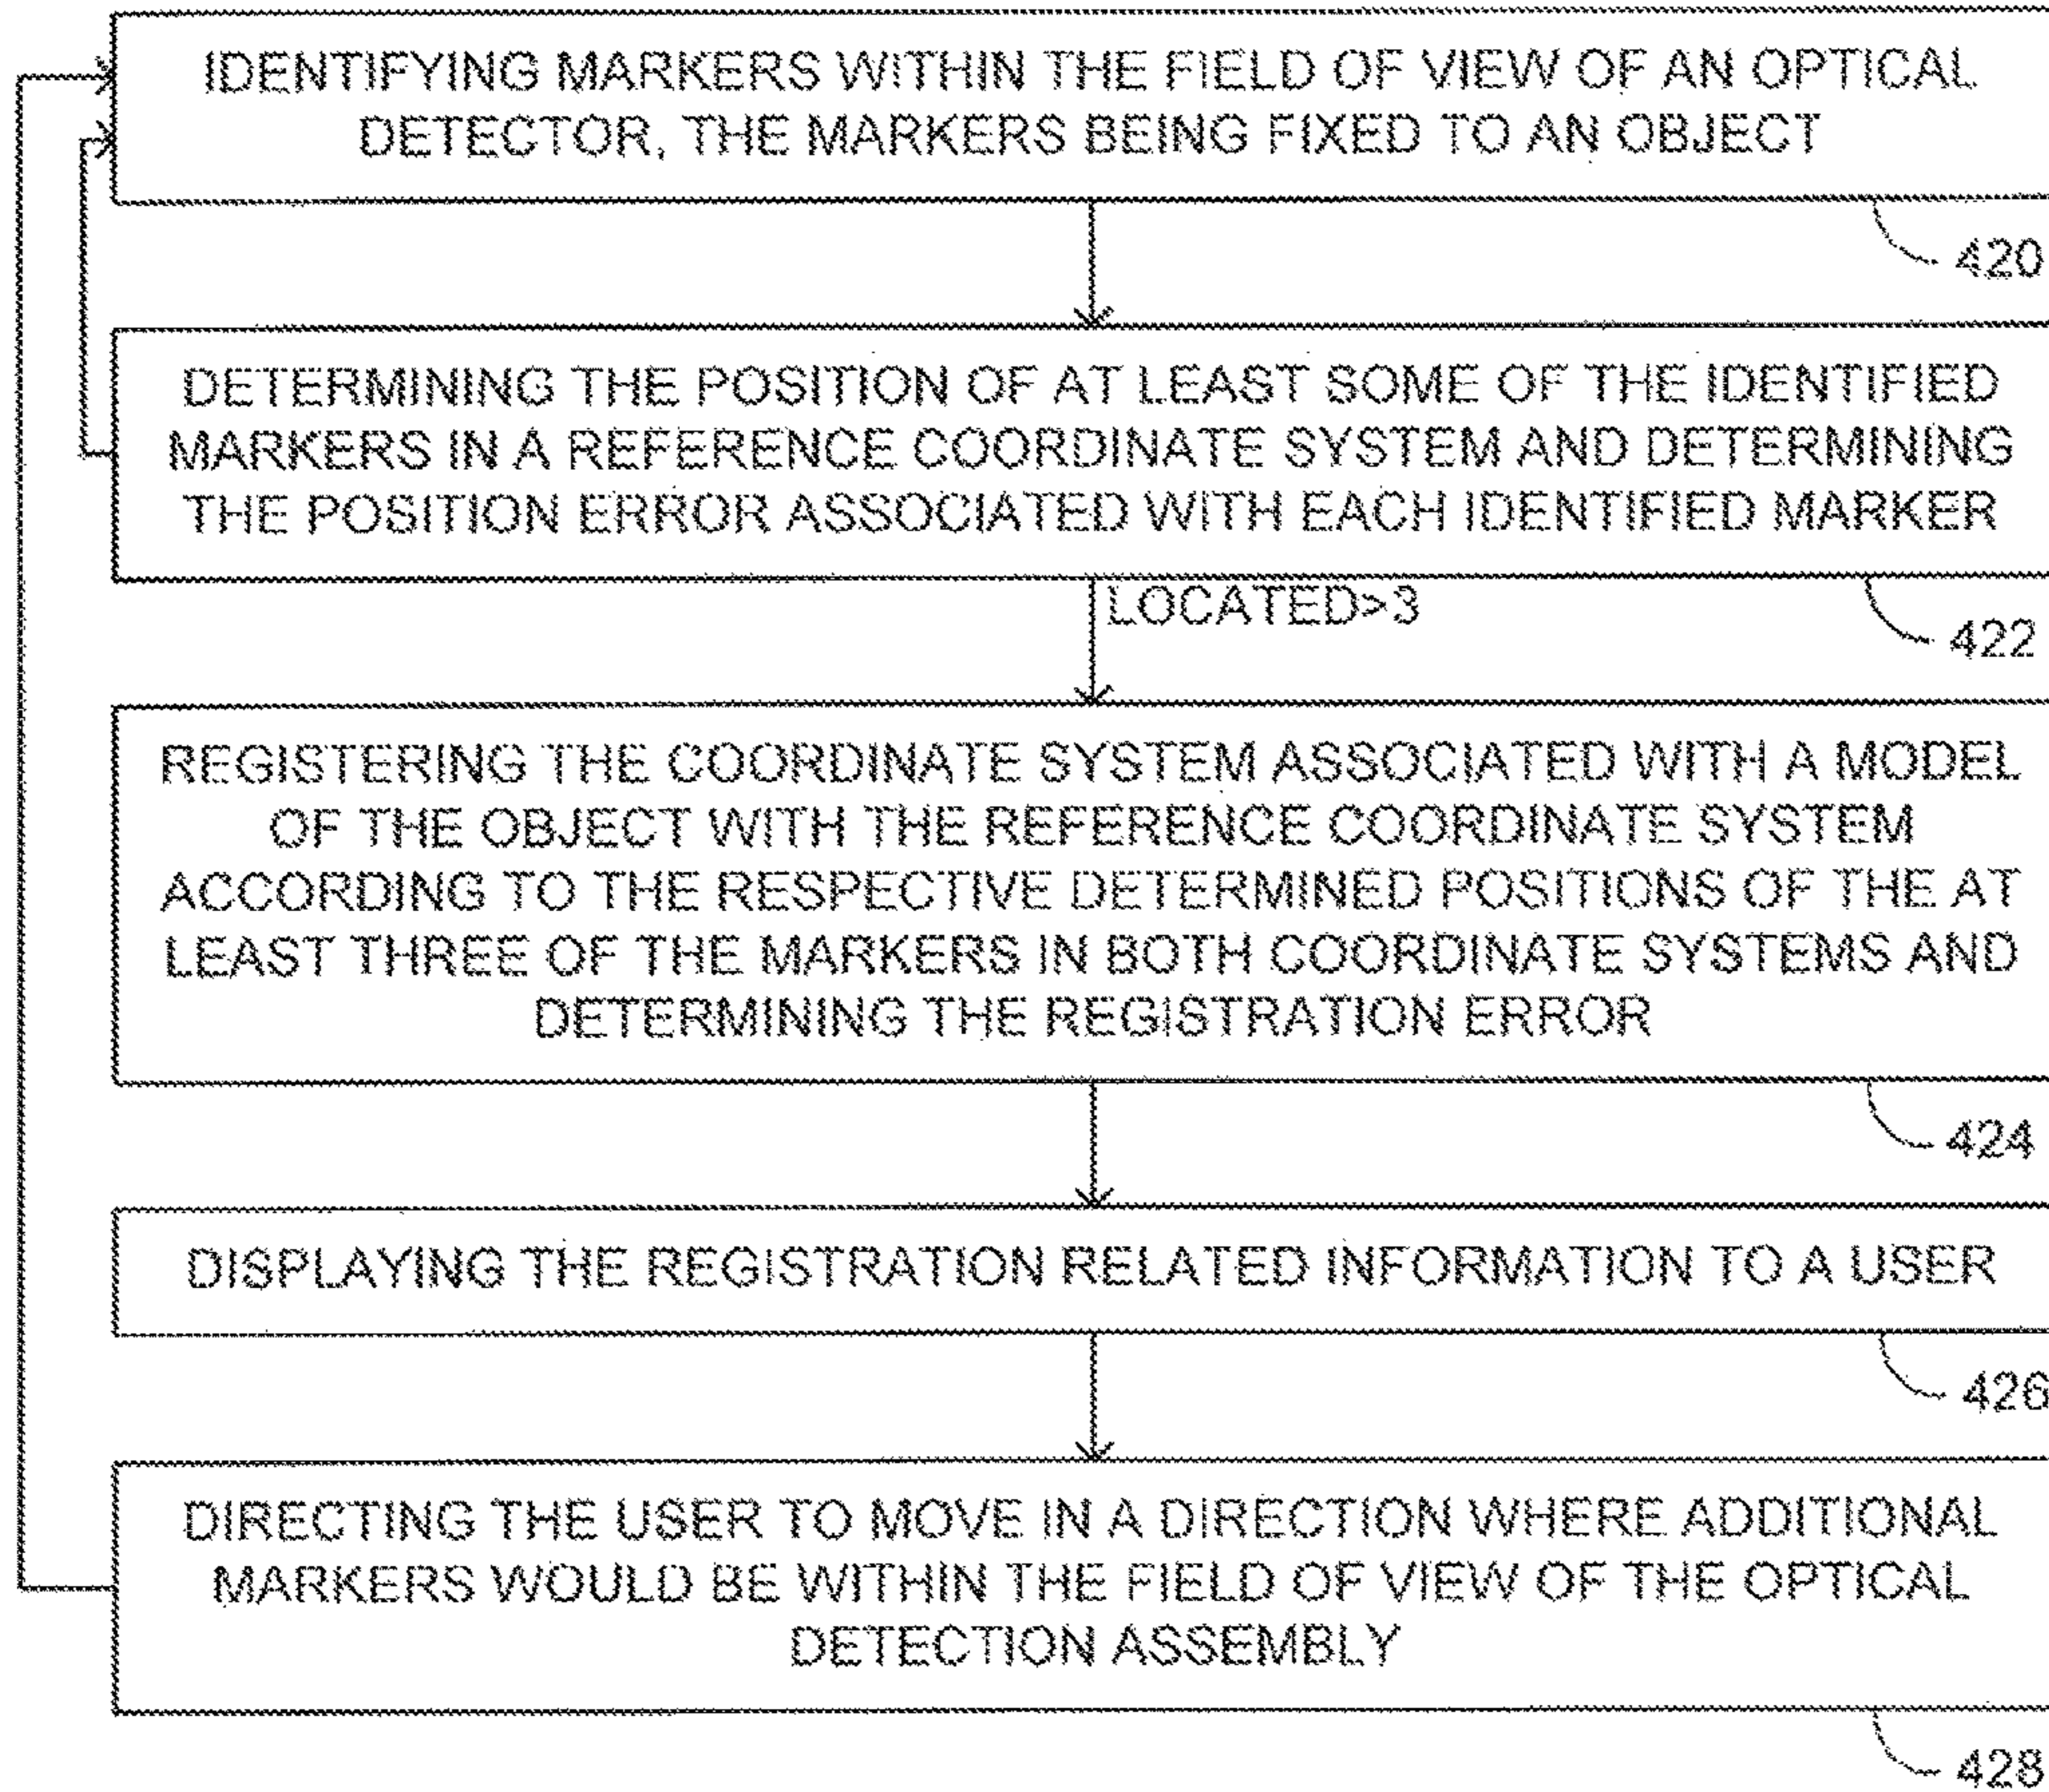 IDENTIFYING MARKERS WITHIN THE FIELD OF VIEW OF AN OPTICAL
DETECTOR, THE MARKERS BEING FIXED TO AN OBJECT
420
DETERMINING THE POSITION OF AT LEAST SOME OF THE IDENTIFIED
MARKERS IN A REFERENCE COORDINATE SYSTEM AND DETERMINING
THE POSITION ERROR ASSOCIATED WITH EACH IDENTIFIED MARKER
LOCATED>3
422
REGISTERING THE COORDINATE SYSTEM ASSOCIATED WITH A MODEL
OF THE OBJECT WITH THE REFERENCE COORDINATE SYSTEM
ACCORDING TO THE RESPECTIVE DETERMINED POSITIONS OF THE AT
LEAST THREE OF THE MARKERS IN BOTH COORDINATE SYSTEMS AND
DETERMINING THE REGISTRATION ERROR
424
DISPLAYING THE REGISTRATION RELATED INFORMATION TO A USER
426
DIRECTING THE USER TO MOVE IN A DIRECTION WHERE ADDITIONAL
MARKERS WOULD BE WITHIN THE FIELD OF VIEW OF THE OPTICAL
DETECTION ASSEMBLY
428